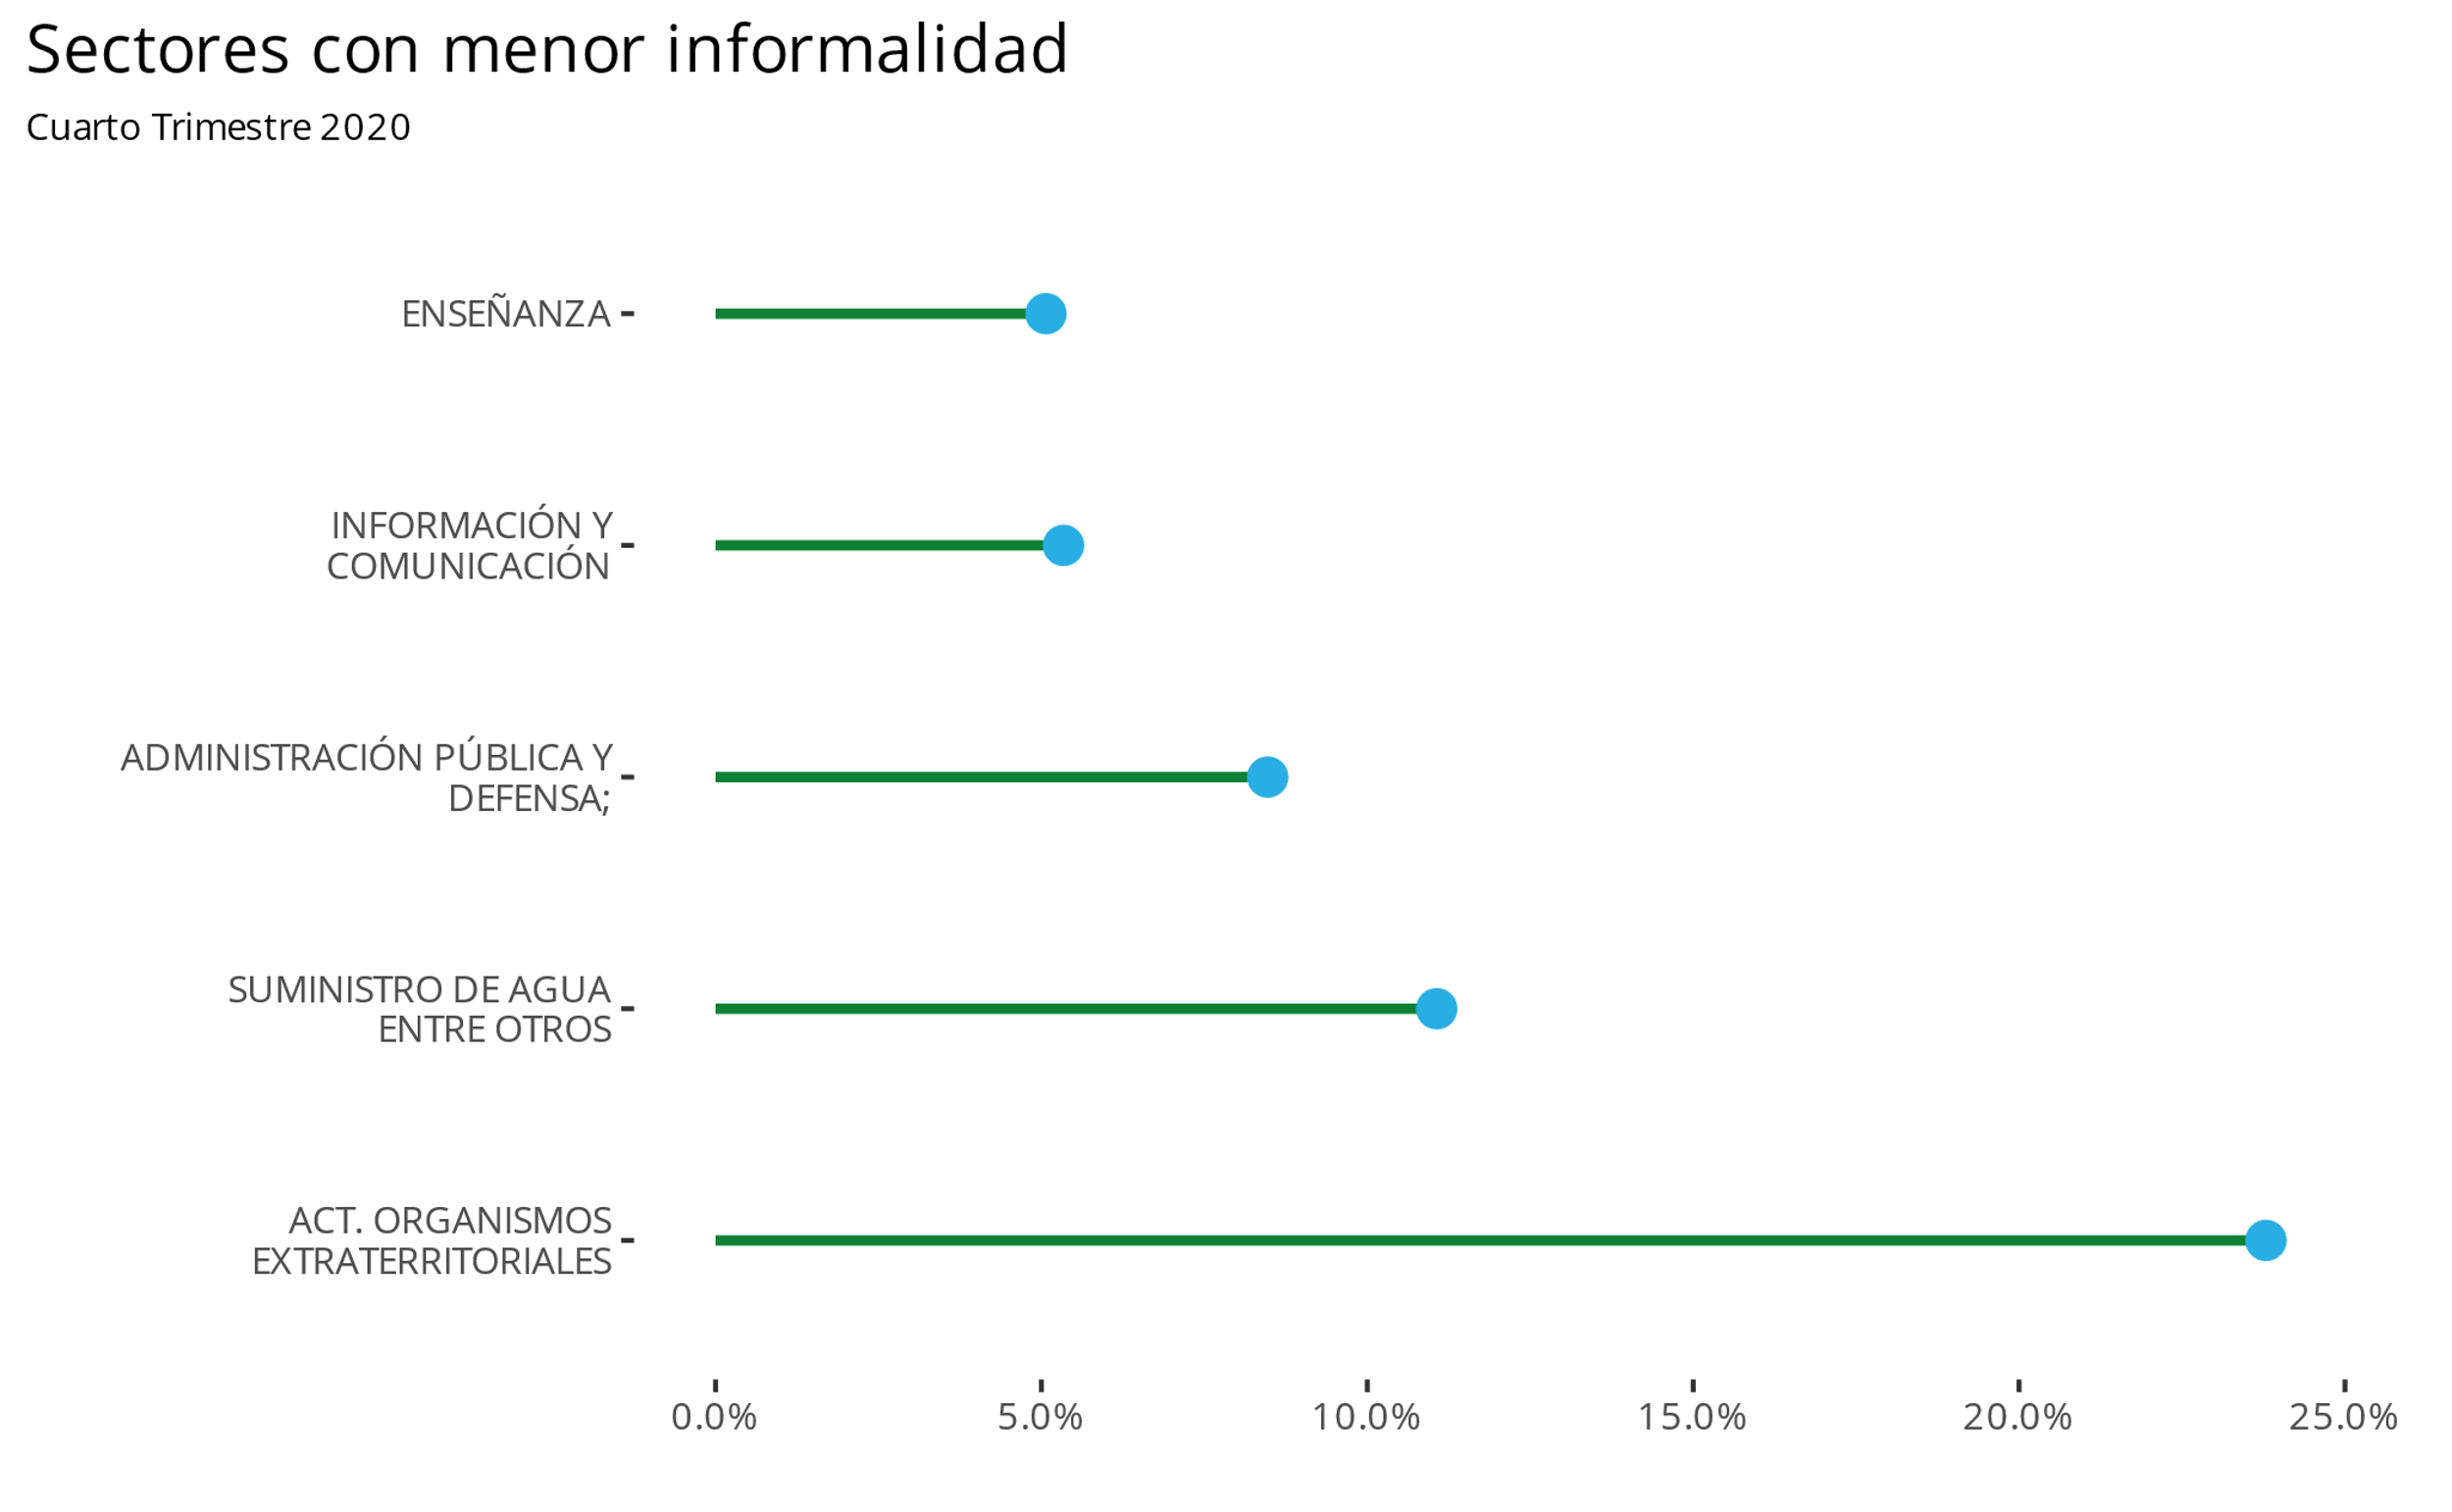 Sectores con menor informalidad
Cuarto Trimestre 2020
ENSEÑANZA
INFORMACIÓN Y
COMUNICACIÓN
ADMINISTRACIÓN PÚBLICA Y
DEFENSA;
SUMINISTRO DE AGUA
ENTRE OTROS
ACT. ORGANISMOS
EXTRATERRITORIALES
0.0% 5.0% 10.0% 15.0% 20.0% 25.0%